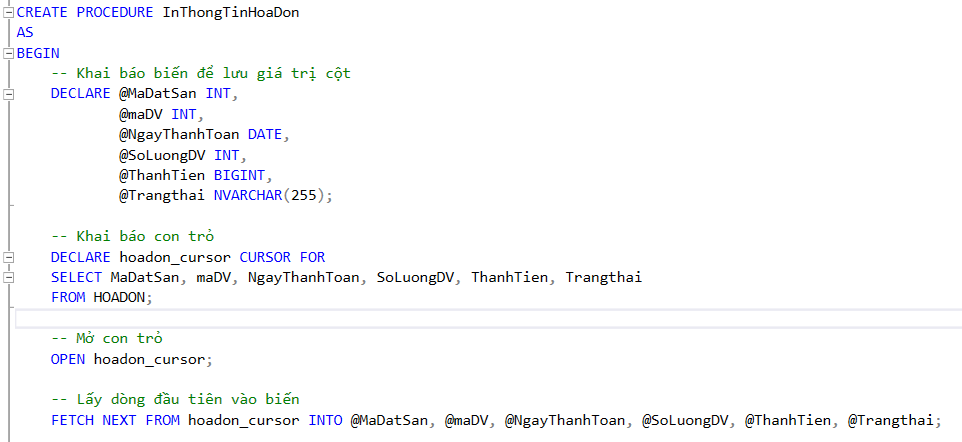 CREATE PROCEDURE InThongTinHoaDon
AS
BEGIN
    -- Khai báo biến để lưu giá trị cột
    DECLARE @MaDatSan INT,
            @maDV INT,
            @NgayThanhToan DATE,
            @SoLuongDV INT,
            @ThanhTien BIGINT,
            @Trangthai NVARCHAR(255);

    -- Khai báo con trỏ
    DECLARE hoadon_cursor CURSOR FOR
    SELECT MaDatSan, maDV, NgayThanhToan, SoLuongDV, ThanhTien, Trangthai
    FROM HOADON;

    -- Mở con trỏ
    OPEN hoadon_cursor;

    -- Lấy dòng đầu tiên vào biến
    FETCH NEXT FROM hoadon_cursor INTO @MaDatSan, @maDV, @NgayThanhToan, @SoLuongDV, @ThanhTien, @Trangthai;